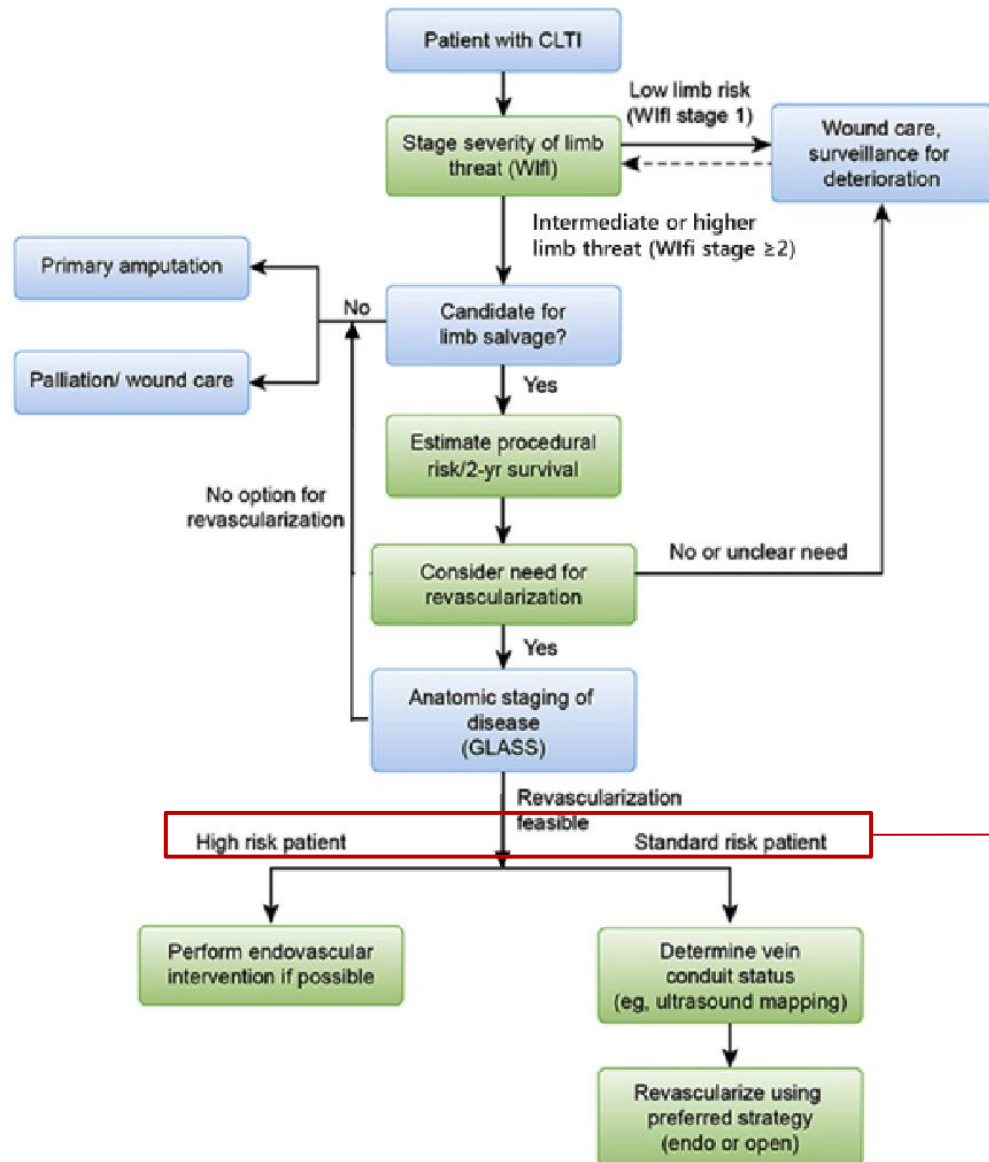 Patient with CLTI
Low limb risk
(WIfI stage 1)
Stage severity of limb
threat (WIfI)
Wound care,
surveillance for
deterioration
Intermediate or higher
limb threat (WIfi stage ≥2)
Primary amputation
No
Candidate for
limb salvage?
Palliation/ wound care
Yes
Estimate procedural
risk/2-yr survival
No option for
revascularization
No or unclear need
Consider need for
revascularization
Yes
Anatomic staging of
disease
(GLASS)
Revascularization
feasible
High risk patient
Standard risk patient
Perform endovascular
intervention if possible
Determine vein
conduit status
(eg, ultrasound mapping)
Revascularize using
preferred strategy
(endo or open)